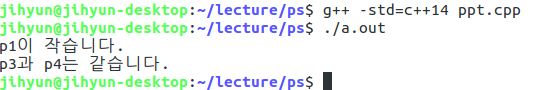 jihyun@jihyun-desktop:~/lecture/ps$ g++ -std=c++14 ppt.cpp
jihyun@jihyun-desktop:~/lecture/ps$ ./a.out
p1이 작습니다.
p3과 p4는 같습니다.
jihyun@jihyun-desktop:~/lecture/ps$